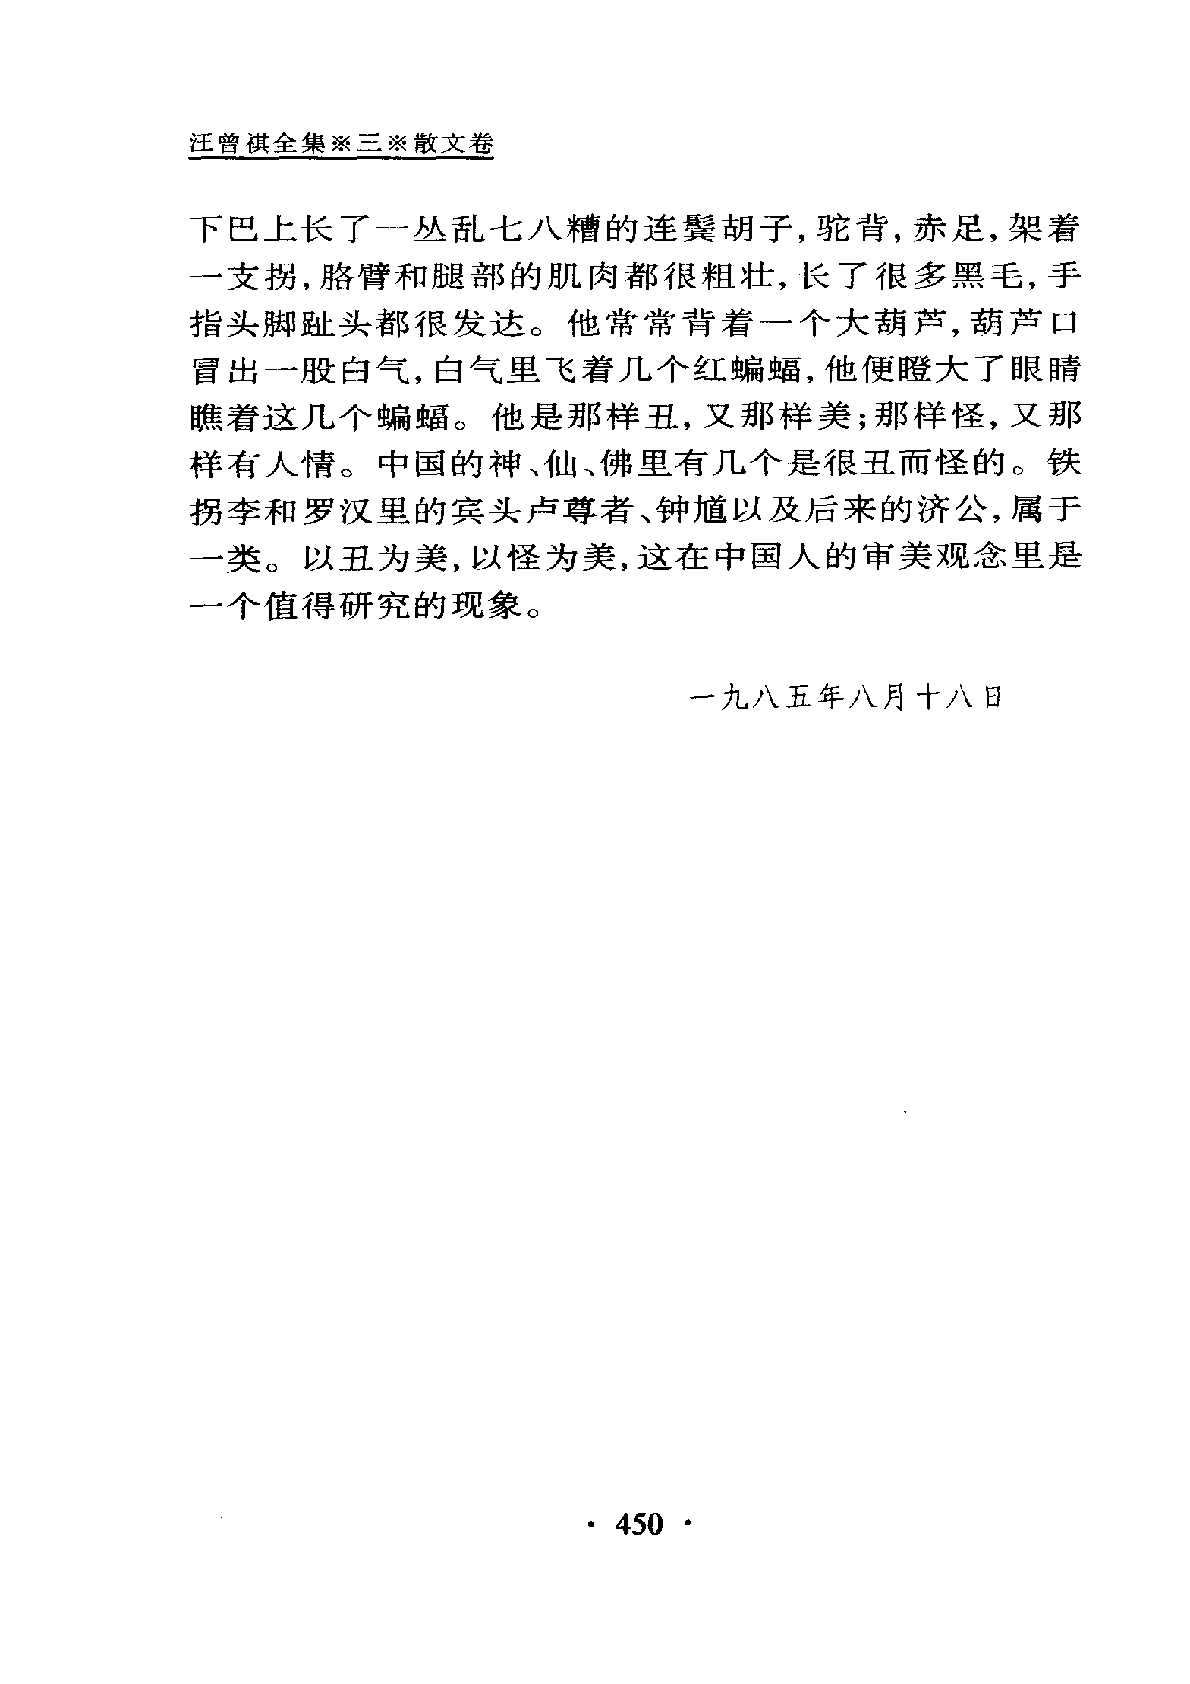 汪曾祺全集※三※散文卷
下巴上长了一丛乱七八糟的连鬓胡子,驼背,赤足,架着
一支拐,胳臂和腿部的肌肉都很粗壮,长了很多黑毛,手
指头脚趾头都很发达。他常常背着一个大葫芦,葫芦口
冒出一股白气,白气里飞着几个红蝙蝠,他便瞪大了眼睛
瞧着这几个蝙蝠。他是那样丑,又那样美;那样怪,又那
样有人情。中国的神、仙、佛里有几个是很丑而怪的。铁
拐李和罗汉里的宾头卢尊者、钟馗以及后来的济公,属于
一类。以丑为美,以怪为美,这在中国人的审美观念里是
一个值得研究的现象。
一九八五年八月十八日
· 450 ·